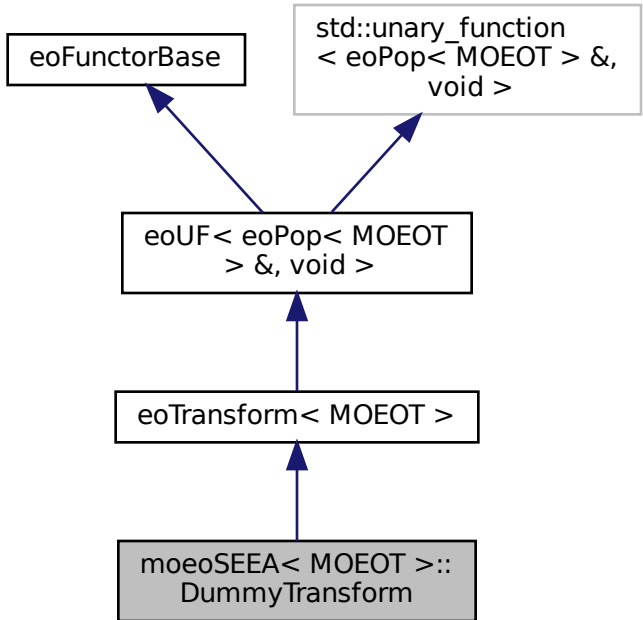 eoFunctorBase
std::unary_function
< eoPop< MOEOT > &,
void >
eoUF< eoPop< MOEOT
> &, void >
eoTransform< MOEOT >
moeoSEEA< MOEOT >::
DummyTransform